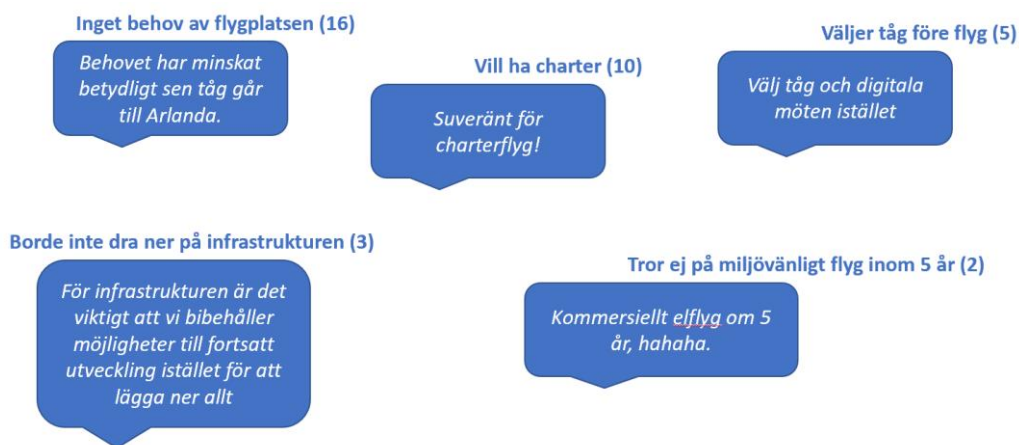 Inget behov av flygplatsen (16)
Behovet har minskat
betydligt sen tåg går
till Arlanda.
Vill ha charter (10)
Suveränt för
charterflyg!
Väljer tåg före flyg (5)
Välj tåg och digitala
möten istället
Borde inte dra ner på infrastrukturen (3)
För infrastrukturen är det
viktigt att vi bibehåller
möjligheter till fortsatt
utveckling istället för att
lägga ner allt
Tror ej på miljövänligt flyg inom 5 år (2)
Kommersiellt elflyg om 5
år, hahaha.